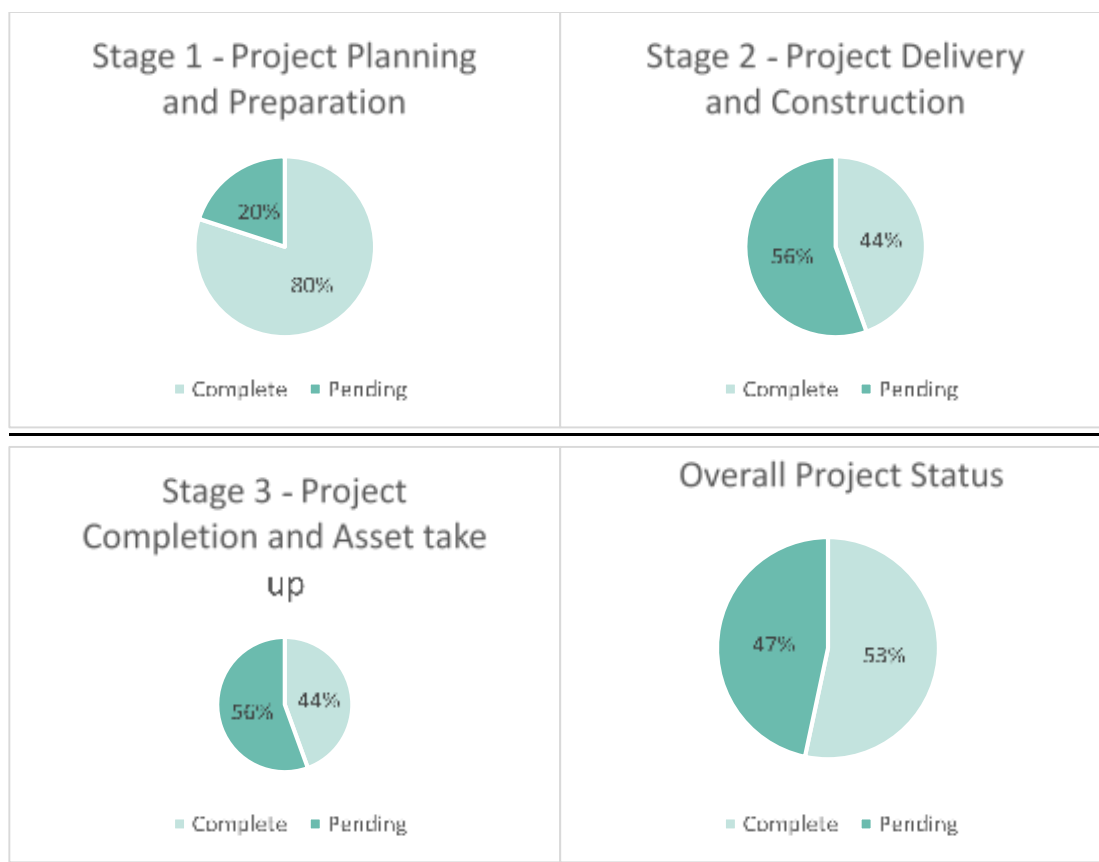 Stage 1 - Project Planning
and Preparation
20%
80%
Complete Pending
Stage 2 - Project Delivery
and Construction
44%
56%
Complete Pending
Stage 3 - Project
Completion and Asset take
up
44%
56%
Complete Pending
Overall Project Status
47%
53%
Complete Pending